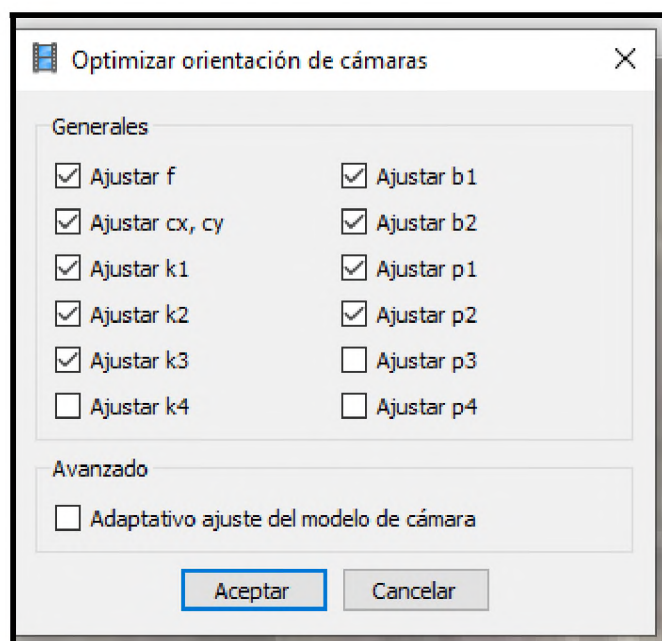 Optimizar orientación de cámaras
Generales
Ajustar f
Ajustar b1
Ajustar cx, cy
Ajustar b2
Ajustar k1
Ajustar p1
Ajustar k2
Ajustar p2
Ajustar k3
Ajustar p3
Ajustar k4
Ajustar p4
Avanzado
Adaptativo ajuste del modelo de cámara
Aceptar
Cancelar